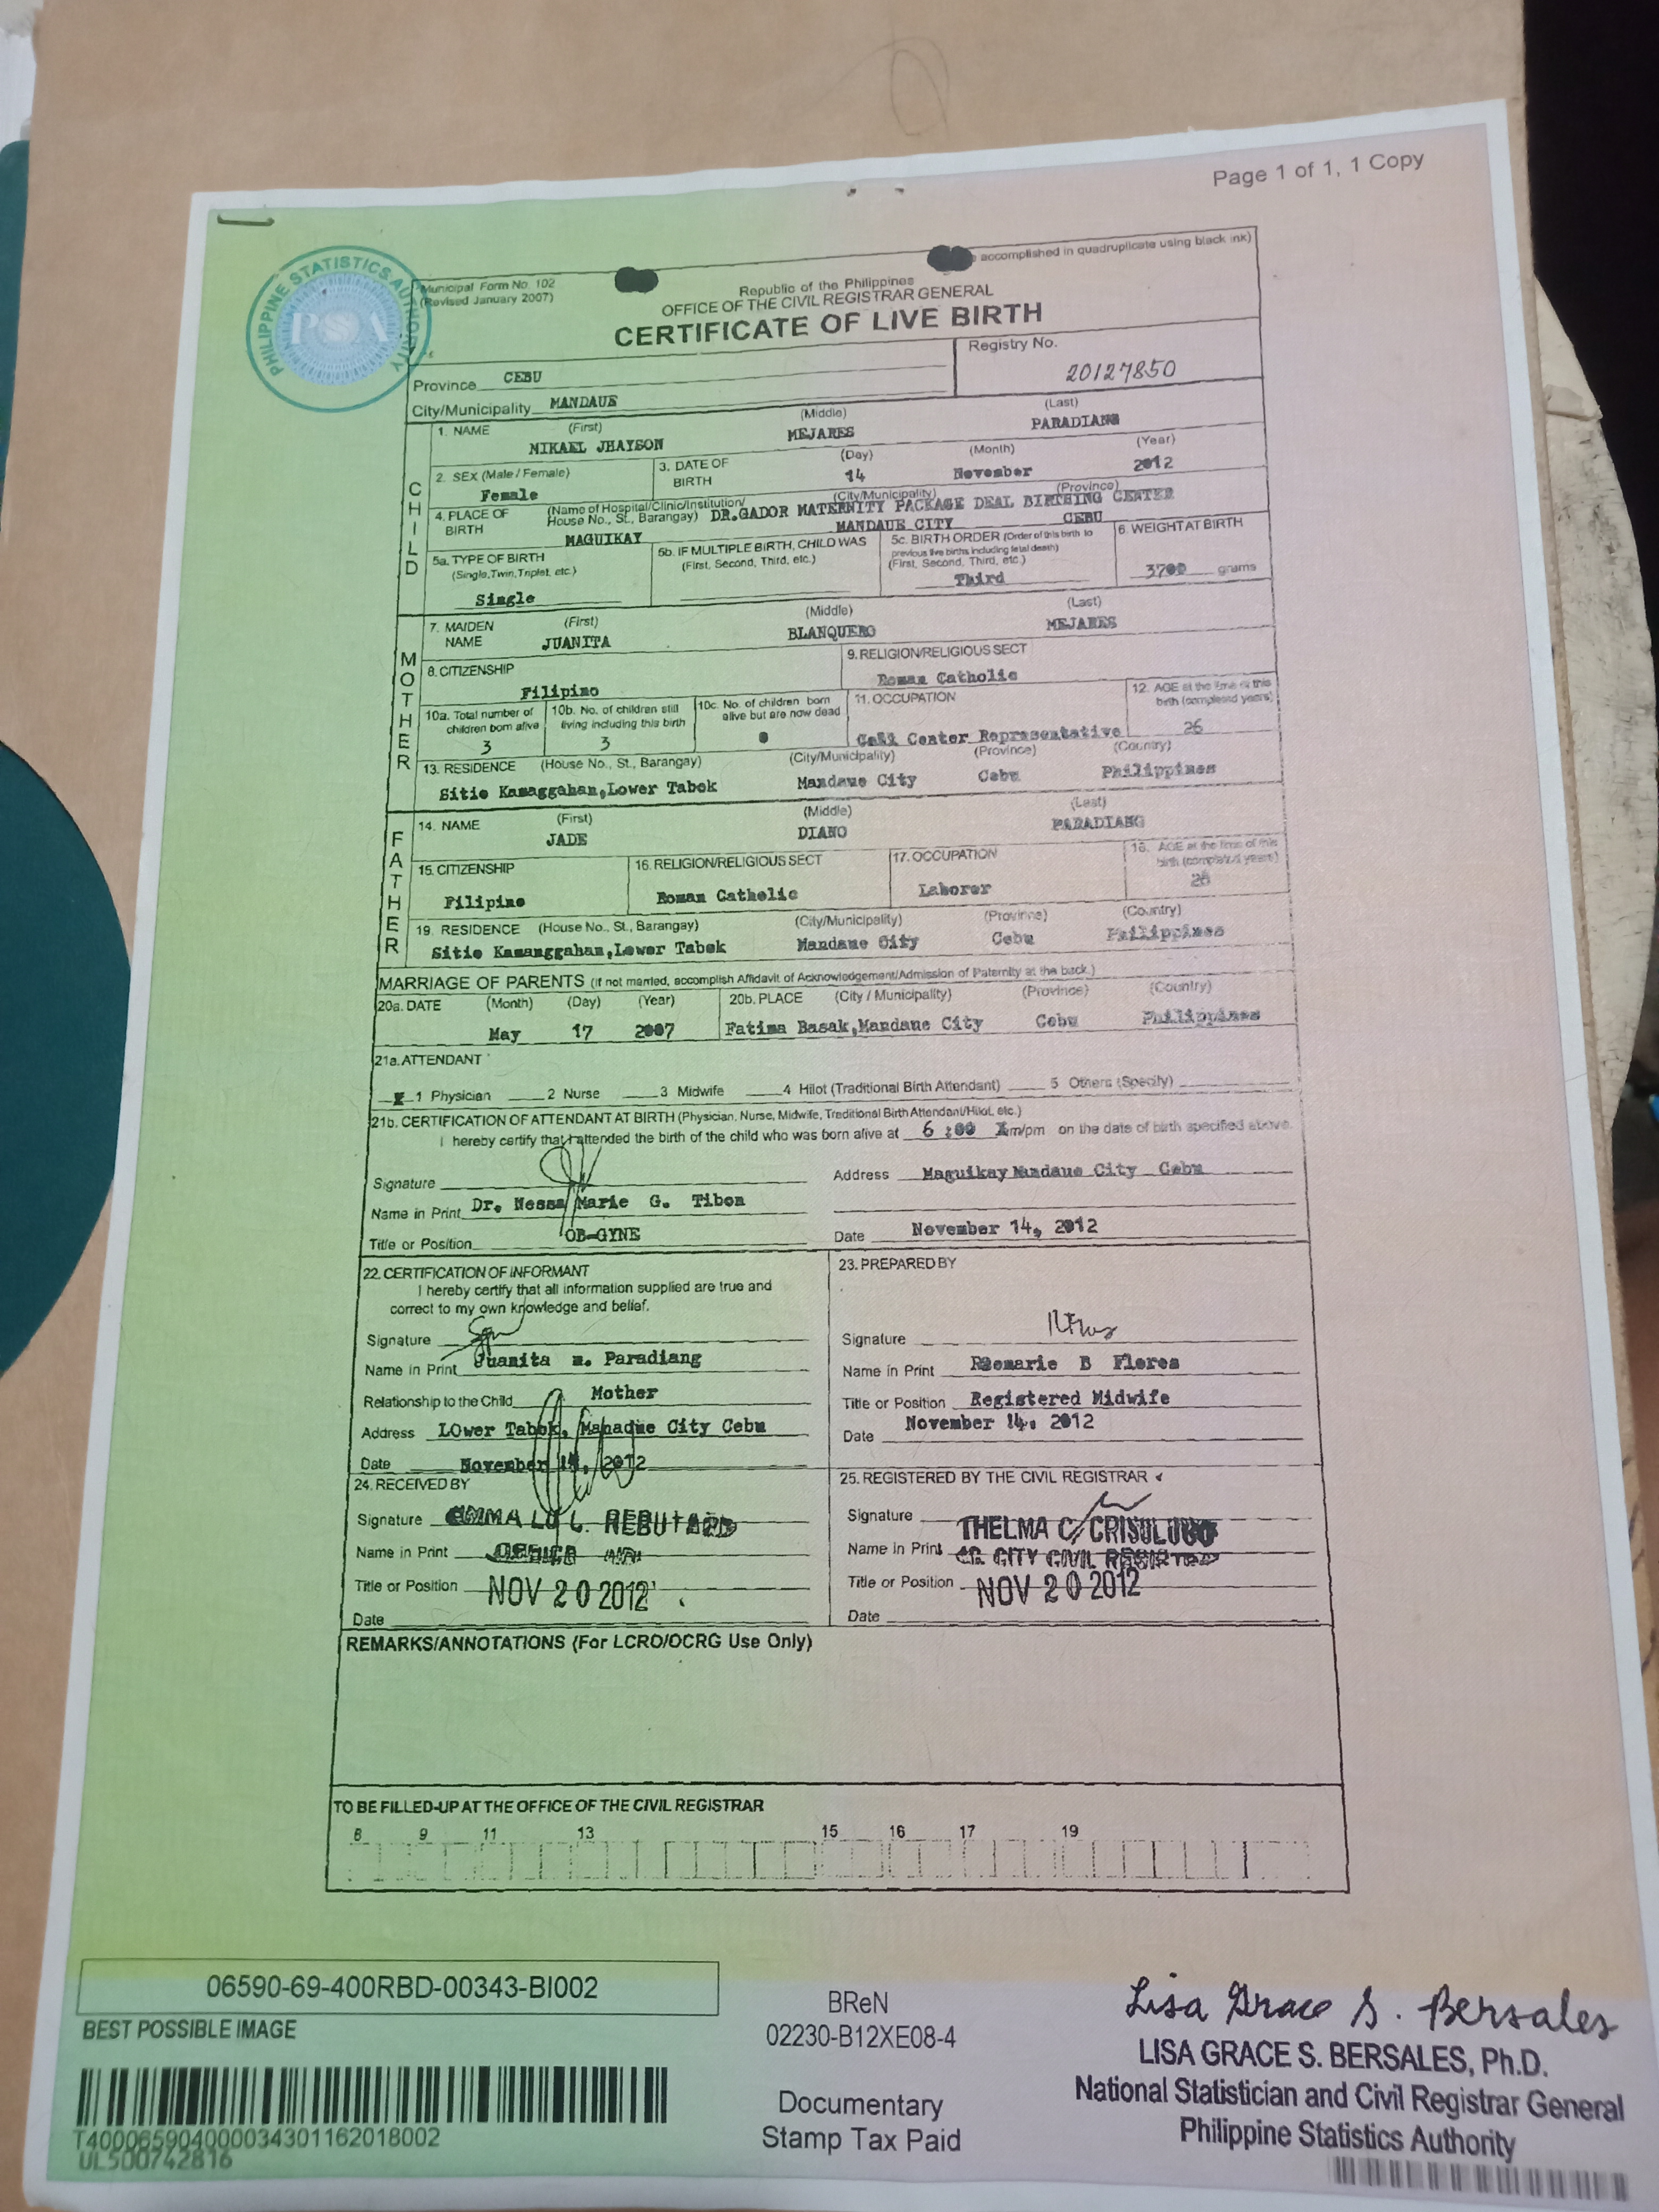 Page 1 of 1, 1 Copy
PHILIPPINE STATISTICS AUTHORITY
PSA
Municipal Form No. 102
(Revised January 2007)
accomplished in quadruplicate using black ink)
Republic of the Philippines
OFFICE OF THE CIVIL REGISTRAR GENERAL
CERTIFICATE OF LIVE BIRTH
Province CEBU
Registry No.
20127850
City/Municipality MANDAUE
CHILD
1. NAME (First) (Middle) (Last)
MIKAEL JHAYSON MEJARES PARADIANG
2. SEX (Male / Female) 3. DATE OF BIRTH (Day) (Month) (Year)
Female 14 November 2012
4. PLACE OF BIRTH (Name of Hospital/Clinic/Institution/ House No., St., Barangay) (City/Municipality) (Province)
DR.GADOR MATERNITY PACKAGE DEAL BIRTHING CENTER
MAGUIKAY MANDAUE CITY CEBU
5a. TYPE OF BIRTH (Single, Twin, Triplet, etc.)
Single
5b. IF MULTIPLE BIRTH, CHILD WAS (First, Second, Third, etc.)
5c. BIRTH ORDER (Order of this birth to previous live births including fetal death) (First, Second, Third, etc.)
Third
6. WEIGHT AT BIRTH
3700 grams
MOTHER
7. MAIDEN NAME (First) (Middle) (Last)
JUANITA BLANQUERO MEJARES
8. CITIZENSHIP
Filipino
9. RELIGION/RELIGIOUS SECT
Roman Catholic
10a. Total number of children born alive
3
10b. No. of children still living including this birth
3
10c. No. of children born alive but are now dead
0
11. OCCUPATION
Call Center Representative
12. AGE at the time of this birth (completed years)
26
13. RESIDENCE (House No., St., Barangay) (City/Municipality) (Province) (Country)
Sitio Kamaggahan,Lower Tabok Mandaue City Cebu Philippines
FATHER
14. NAME (First) (Middle) (Last)
JADE DIANO PARADIANG
15. CITIZENSHIP
Filipino
16. RELIGION/RELIGIOUS SECT
Roman Catholic
17. OCCUPATION
Laborer
18. AGE at the time of this birth (completed years)
19. RESIDENCE (House No., St., Barangay) (City/Municipality) (Province) (Country)
Sitio Kamanggahan,Lower Tabok Mandaue City Cebu Philippines
MARRIAGE OF PARENTS (If not married, accomplish Affidavit of Acknowledgement/Admission of Paternity at the back.)
20a. DATE (Month) (Day) (Year) 20b. PLACE (City / Municipality) (Province) (Country)
May 17 2007 Fatima Basak,Mandaue City Cebu Philippines
21a. ATTENDANT
X 1 Physician 2 Nurse 3 Midwife 4 Hilot (Traditional Birth Attendant) 5 Others (Specify)
21b. CERTIFICATION OF ATTENDANT AT BIRTH (Physician, Nurse, Midwife, Traditional Birth Attendant/Hilot, etc.)
I hereby certify that I attended the birth of the child who was born alive at 6:00 am/pm on the date of birth specified above.
Signature
Address Maguikay Mandaue City Cebu
Name in Print Dr. Nessa Marie G. Tibon
Title or Position OB-GYNE
Date November 14, 2012
22. CERTIFICATION OF INFORMANT
I hereby certify that all information supplied are true and
correct to my own knowledge and belief.
Signature
Name in Print Juanita m. Paradiang
Relationship to the Child Mother
Address LOwer Tabok, Manadue City Cebu
Date November 14, 2012
23. PREPARED BY
Signature
Name in Print Rosemarie B Flores
Title or Position Registered Midwife
Date November 14, 2012
24. RECEIVED BY
Signature EMMA LU L.
Name in Print
Title or Position NOV 20 2012
Date
25. REGISTERED BY THE CIVIL REGISTRAR
Signature THELMA C
Name in Print CITY CIVIL
Title or Position NOV 20 2012
Date
REMARKS/ANNOTATIONS (For LCRO/OCRG Use Only)
TO BE FILLED-UP AT THE OFFICE OF THE CIVIL REGISTRAR
8 9 11 13 15 16 17 19
06590-69-400RBD-00343-BI002
BEST POSSIBLE IMAGE
T400065904000034301162018002
UL500742816
BReN
02230-B12XE08-4
Documentary
Stamp Tax Paid
Lisa Grace S. Bersales
LISA GRACE S. BERSALES, Ph.D.
National Statistician and Civil Registrar General
Philippine Statistics Authority